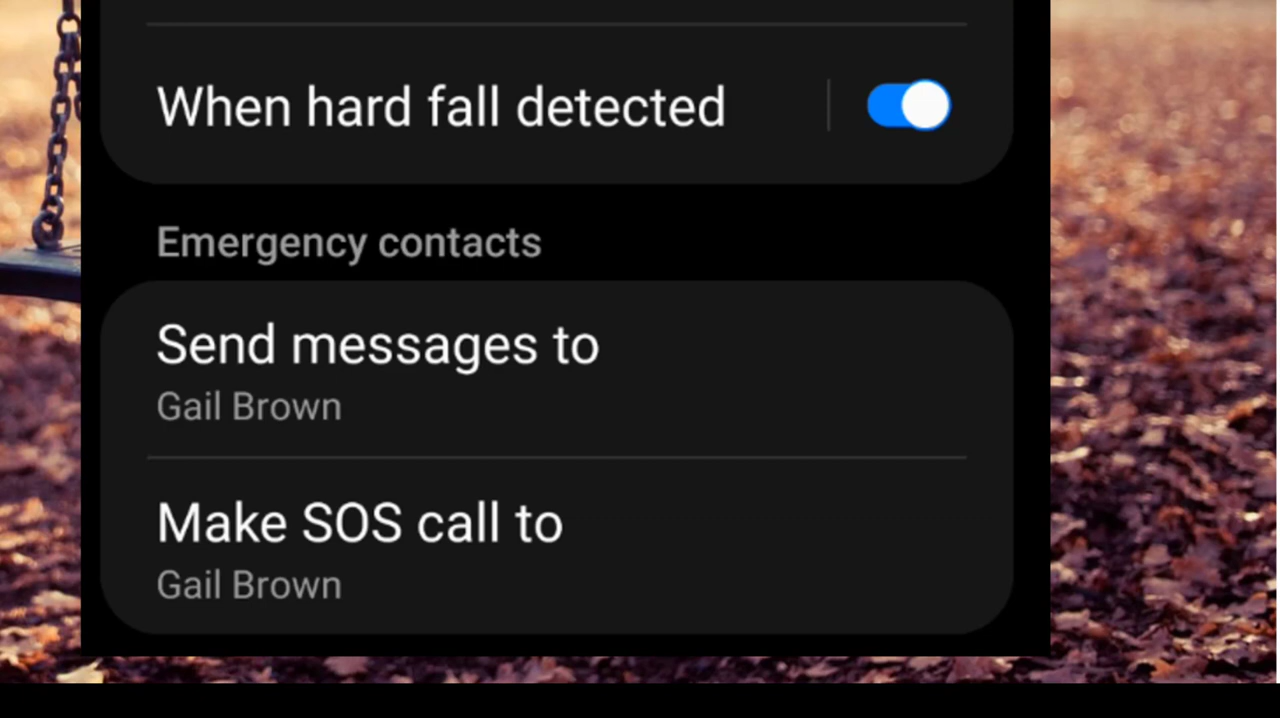 When hard fall detected
Emergency contacts
Send messages to
Gail Brown
Make SOS call to
Gail Brown